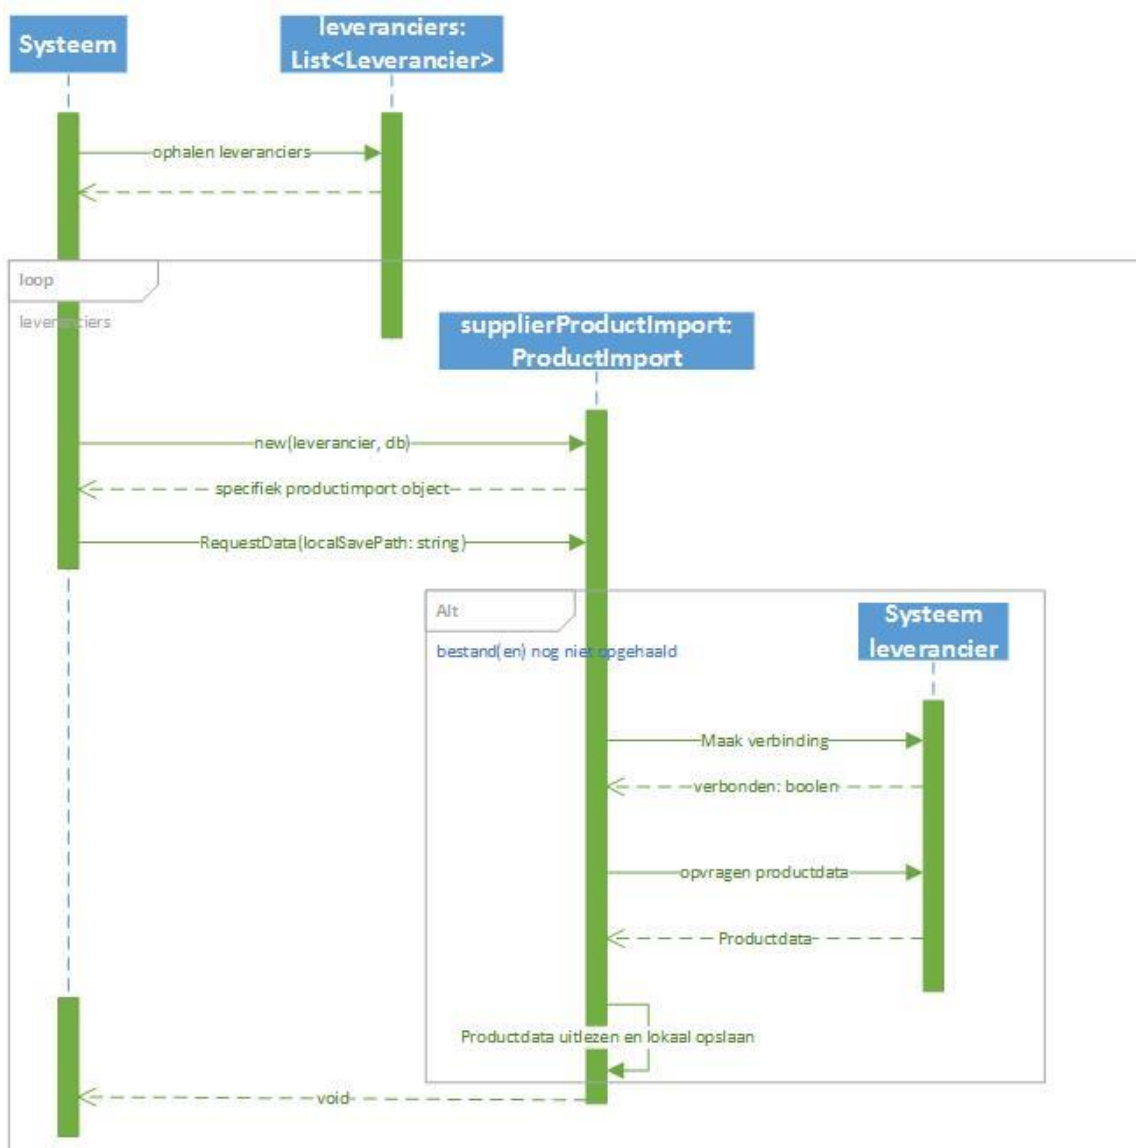 Systeem
leveranciers:
List<Leverancier>
ophalen leveranciers
loop
leveranciers
supplierProductImport:
ProductImport
new(leverancier, db)
specifiek productimport object
RequestData(localSavePath: string)
Alt
bestand(en) nog niet opgehaald
Systeem
leverancier
Maak verbinding
verbonden: boolen
opvragen productdata
Productdata
Productdata uitlezen en lokaal opslaan
void